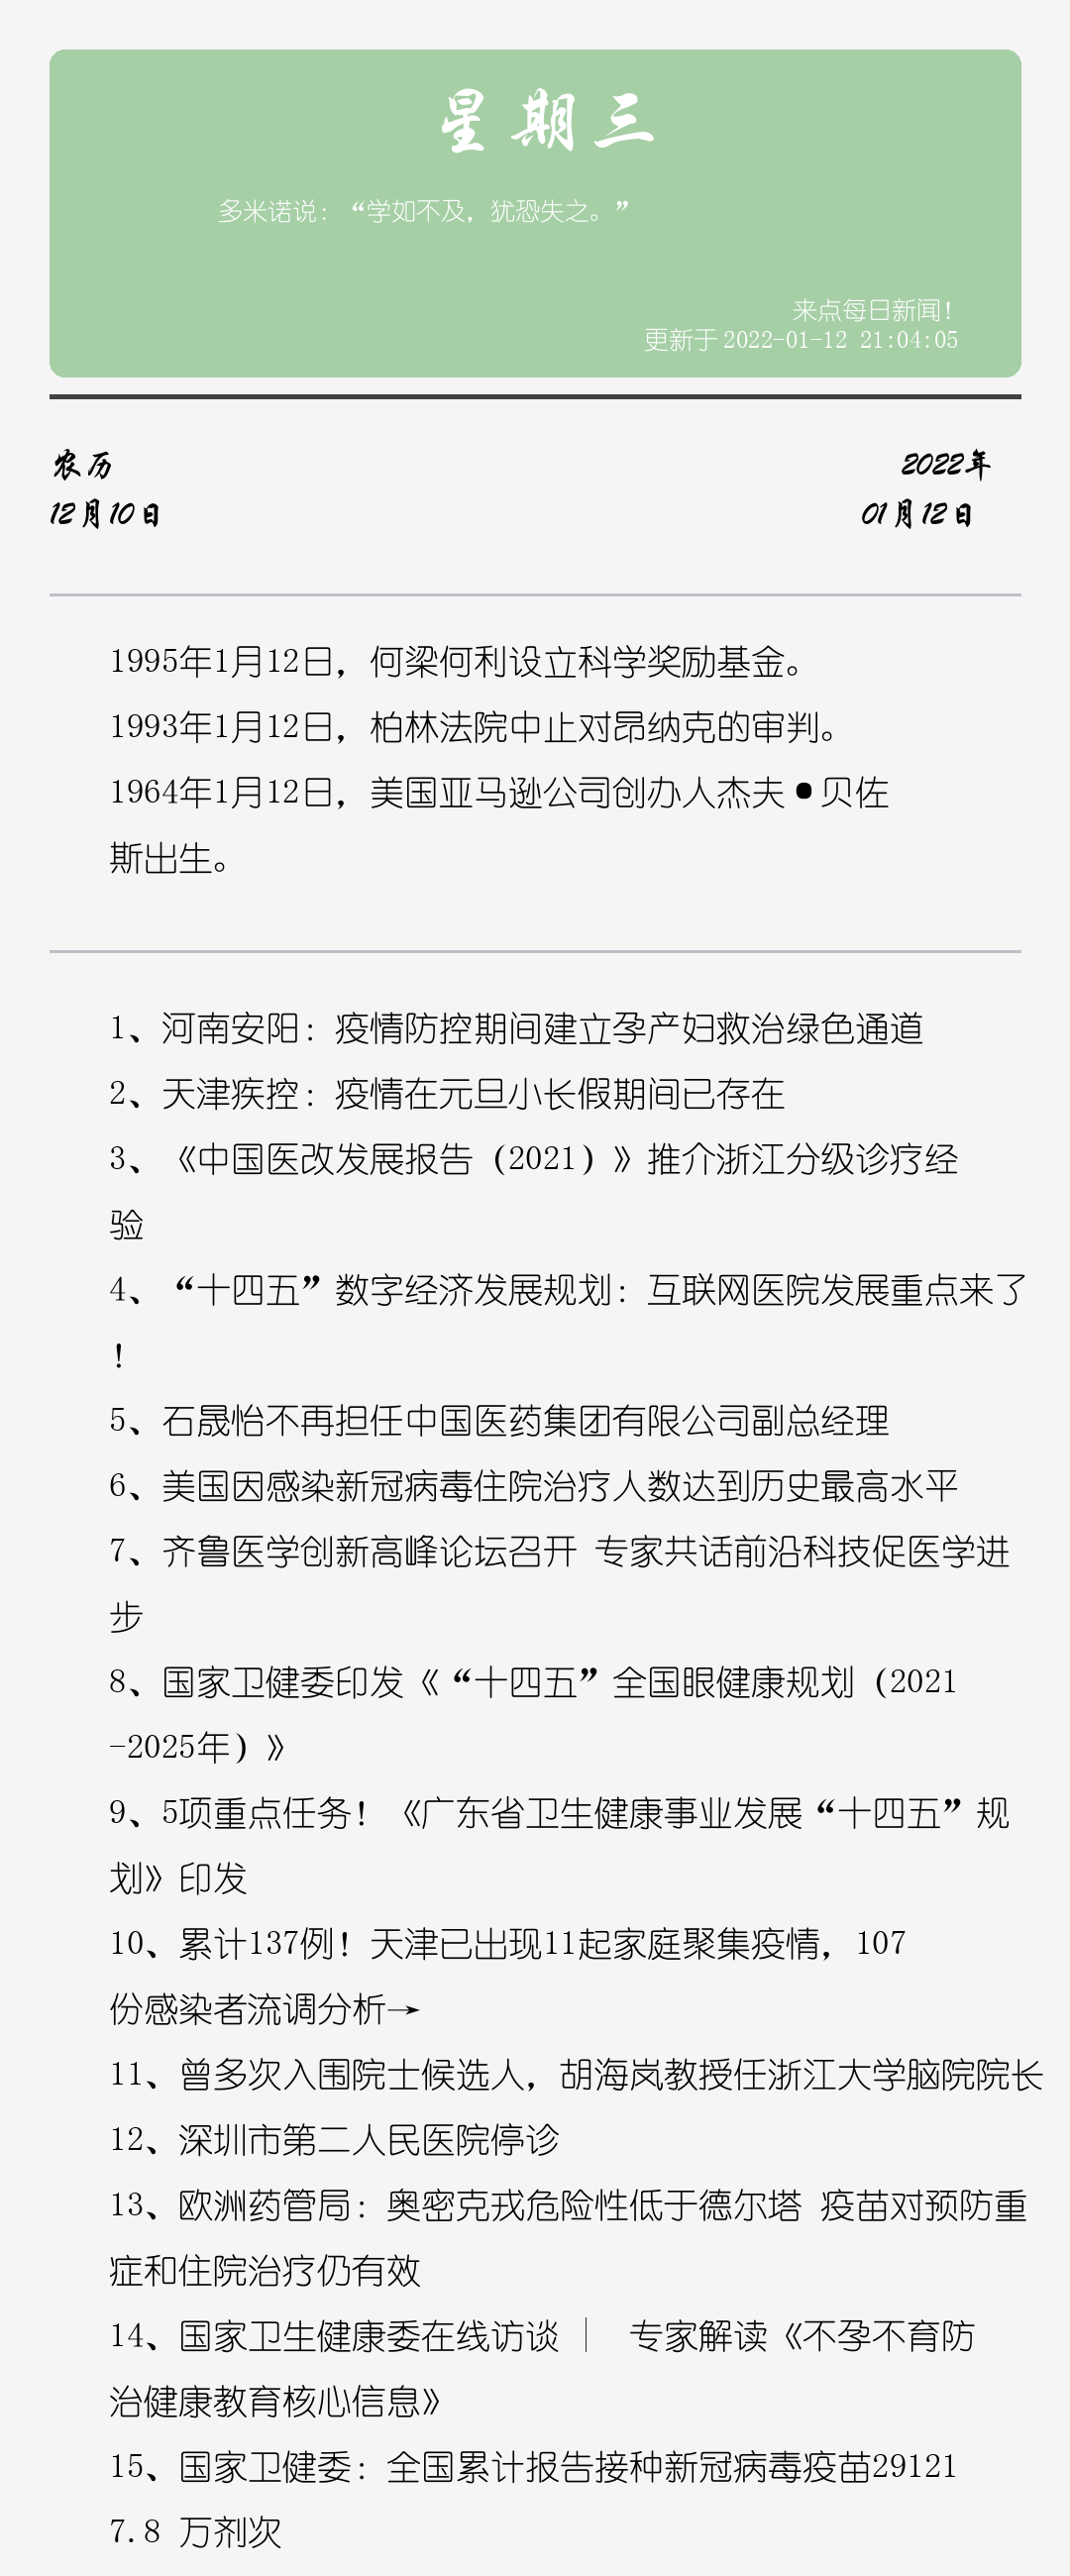 星期三
多米诺说：“学如不及，犹恐失之。”
来点每日新闻！
更新于 2022-01-12 21:04:05
农历
12月10日
2022年
01月12日
1995年1月12日，何梁何利设立科学奖励基金。
1993年1月12日，柏林法院中止对昂纳克的审判。
1964年1月12日，美国亚马逊公司创办人杰夫•贝佐
斯出生。
1、河南安阳：疫情防控期间建立孕产妇救治绿色通道
2、天津疾控：疫情在元旦小长假期间已存在
3、《中国医改发展报告（2021）》推介浙江分级诊疗经
验
4、“十四五”数字经济发展规划：互联网医院发展重点来了
！
5、石晟怡不再担任中国医药集团有限公司副总经理
6、美国因感染新冠病毒住院治疗人数达到历史最高水平
7、齐鲁医学创新高峰论坛召开 专家共话前沿科技促医学进
步
8、国家卫健委印发《“十四五”全国眼健康规划（2021
-2025年）》
9、5项重点任务！《广东省卫生健康事业发展“十四五”规
划》印发
10、累计137例！天津已出现11起家庭聚集疫情，107
份感染者流调分析→
11、曾多次入围院士候选人，胡海岚教授任浙江大学脑院院长
12、深圳市第二人民医院停诊
13、欧洲药管局：奥密克戎危险性低于德尔塔 疫苗对预防重
症和住院治疗仍有效
14、国家卫生健康委在线访谈 │ 专家解读《不孕不育防
治健康教育核心信息》
15、国家卫健委：全国累计报告接种新冠病毒疫苗29121
7.8 万剂次